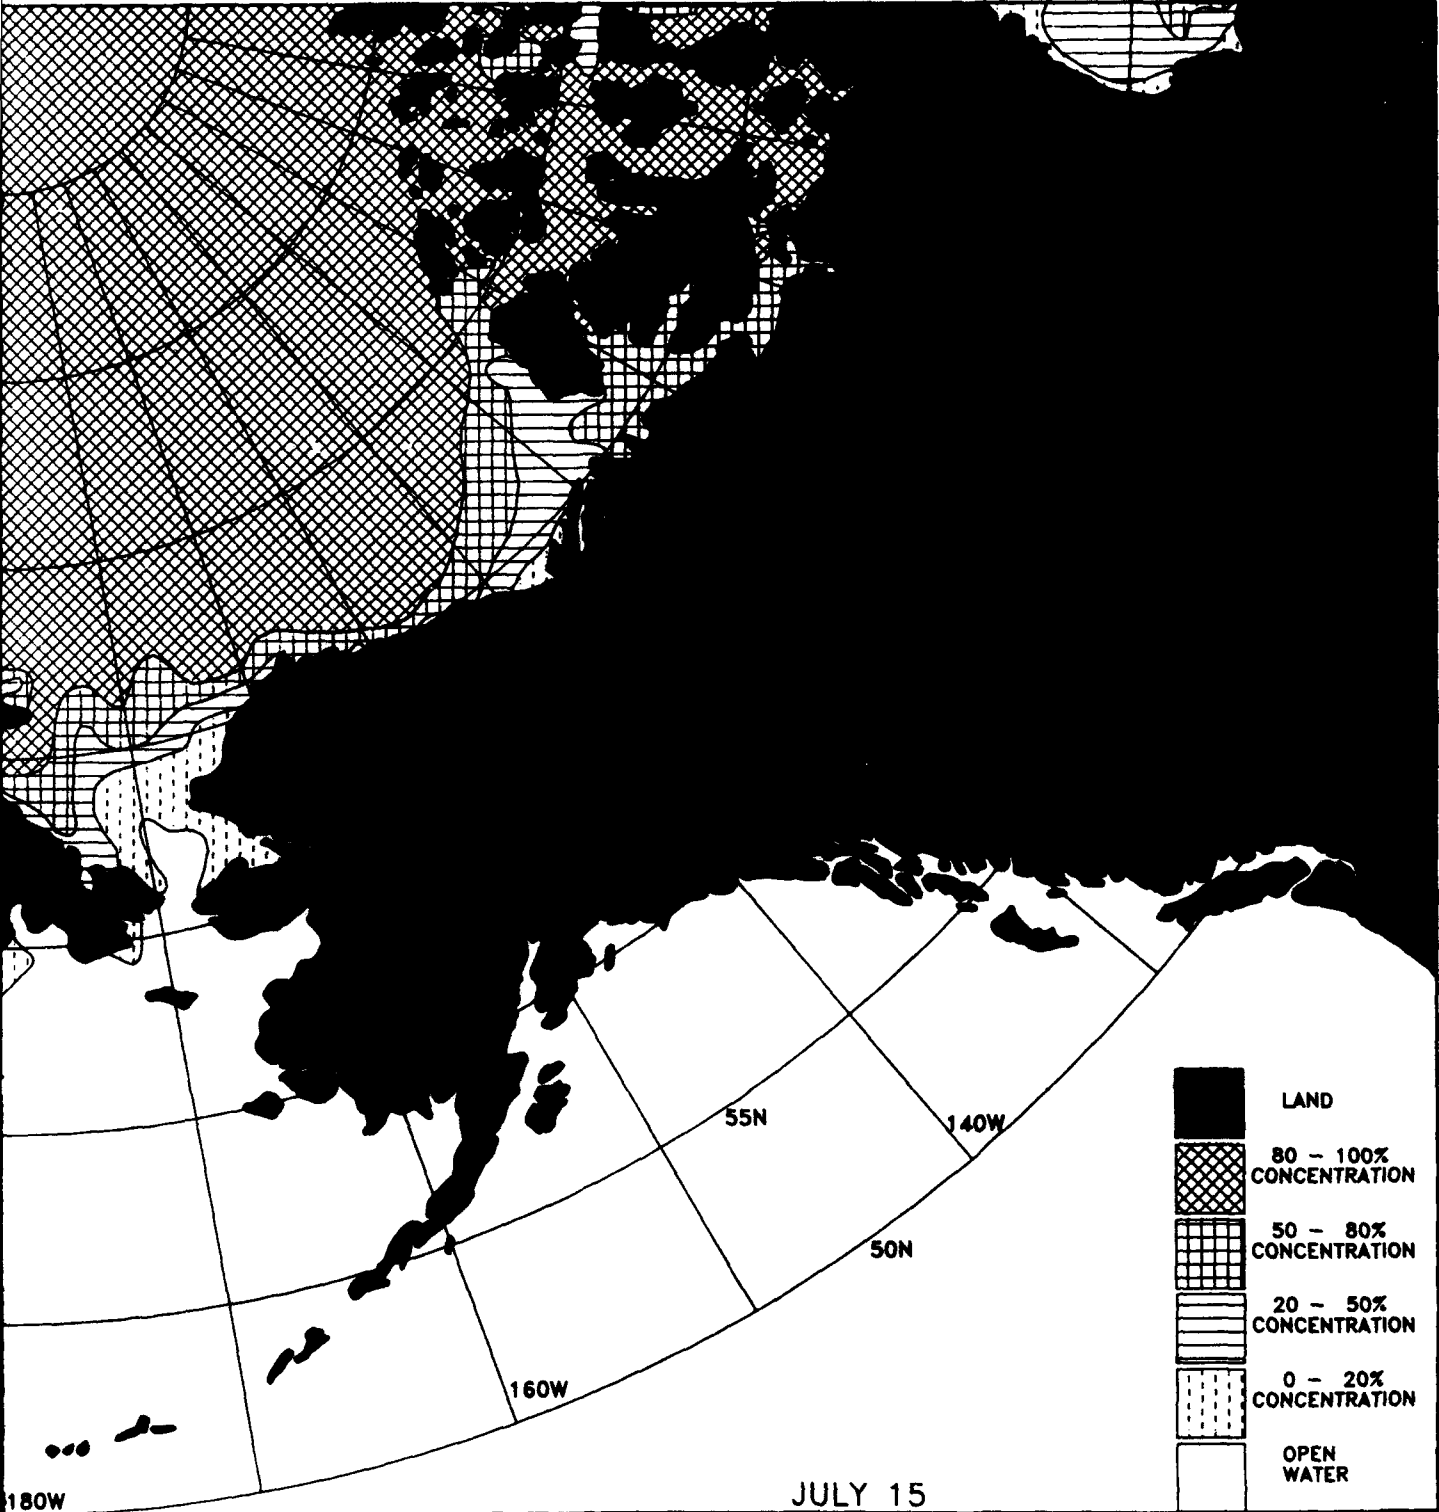 LAND
80 - 100%
CONCENTRATION
55N
140W
50 - 80%
CONCENTRATION
50N
20 - 50%
CONCENTRATION
160W
0 - 20%
CONCENTRATION
OPEN
WATER
180W
JULY 15